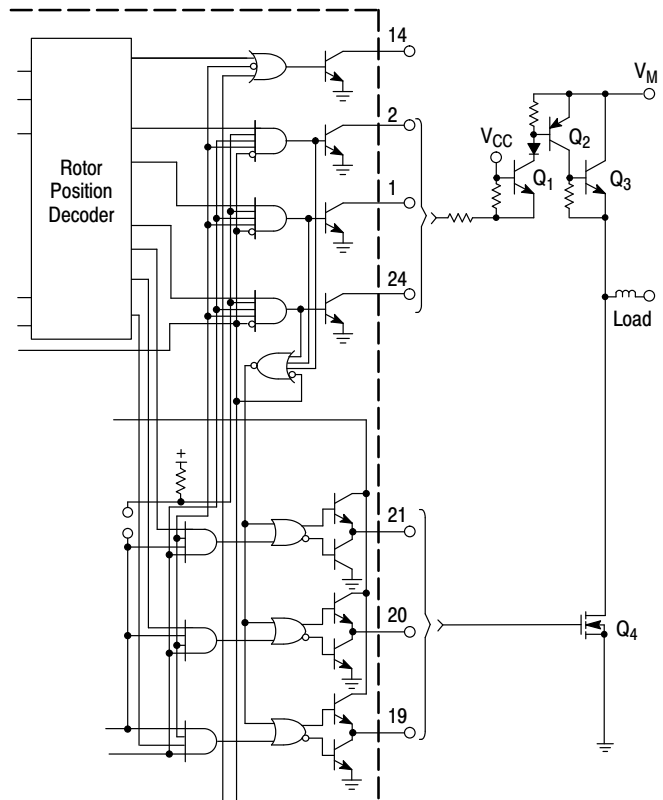 14
V_M
2
V_CC
Q_2
Rotor
Position
Decoder
1
Q_1
Q_3
24
Load
+
21
20
Q_4
19